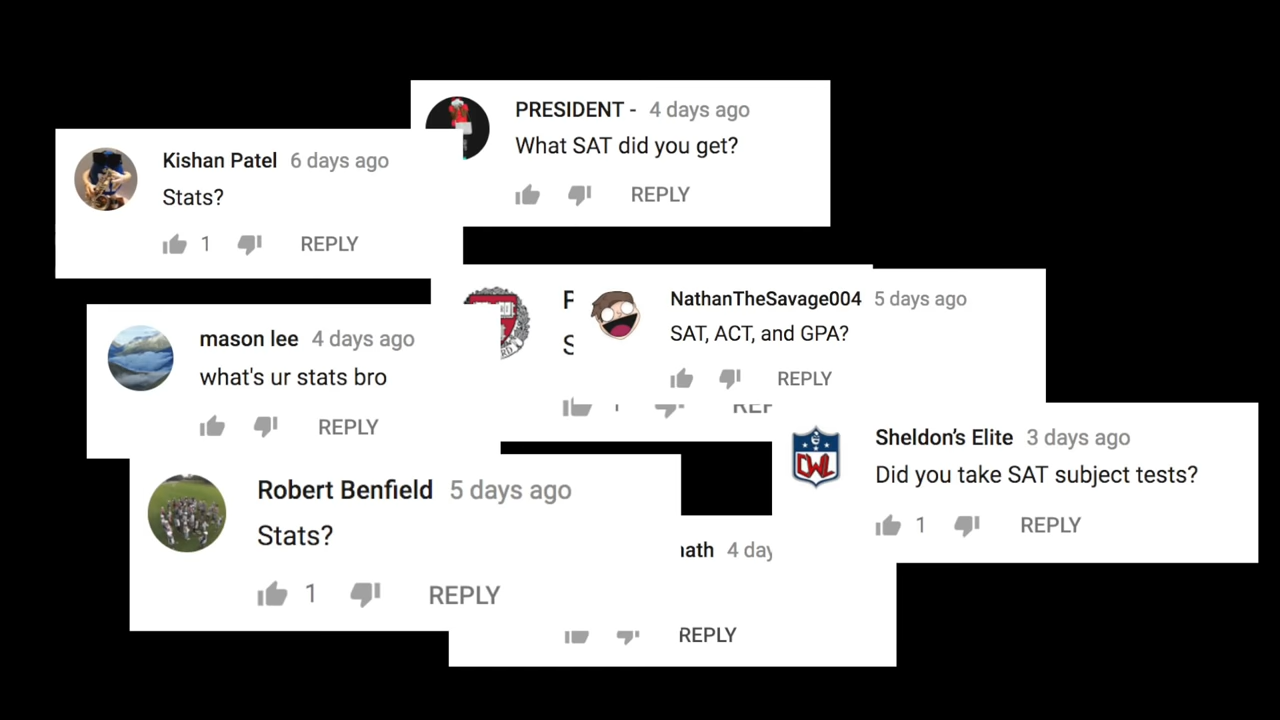 PRESIDENT - 4 days ago
What SAT did you get?
REPLY
Kishan Patel 6 days ago
Stats?
1 REPLY
NathanTheSavage004 5 days ago
SAT, ACT, and GPA?
REPLY
mason lee 4 days ago
what's ur stats bro
REPLY
Sheldon’s Elite 3 days ago
Did you take SAT subject tests?
1 REPLY
Robert Benfield 5 days ago
Stats?
1 REPLY
4 day
REPLY